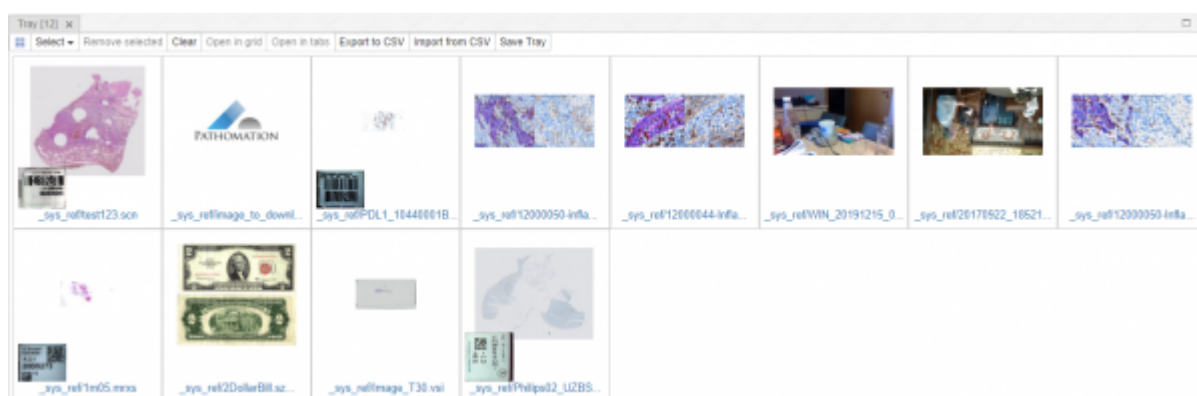 Tray [12] ×
Select Remove selected Clear Open in grid Open in tabs Export to CSV Import from CSV Save Tray
PATHOMATION
_sys_ref/test123.scn _sys_ref/image_to_downl... _sys_ref/PDL1_10440001B... _sys_ref/12000050-infla... _sys_ref/12000044-Infla... _sys_ref/WIN_20191215_0... _sys_ref/20170922_18521... _sys_ref/12000050-Infla...
_sys_ref/1m05.mrxs _sys_ref/2DollarBill.sz... _sys_ref/Image_T30.vsi _sys_ref/Philips02_UZBS...